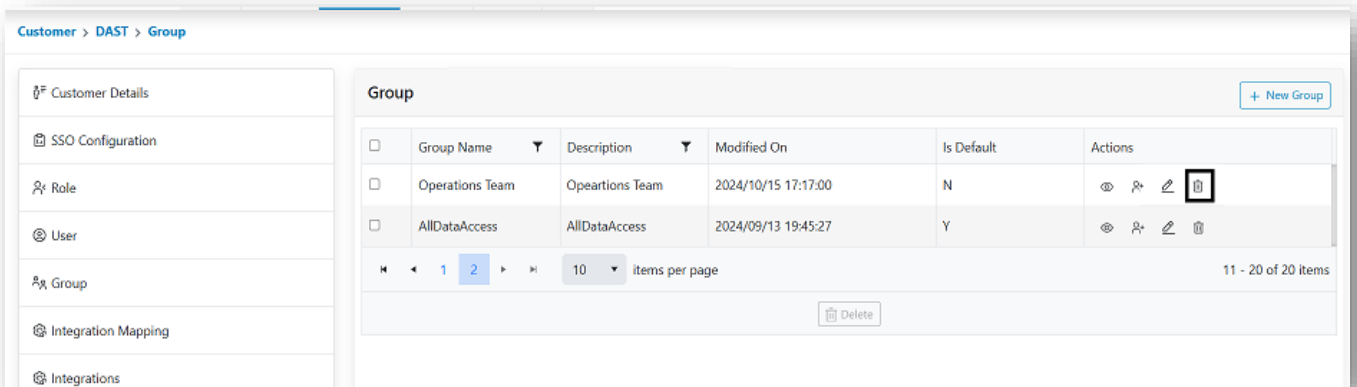 Customer > DAST > Group
Customer Details
SSO Configuration
Role
User
Group
Integration Mapping
Integrations
Group
+ New Group
Group Name Description Modified On Is Default Actions
Operations Team Opeartions Team 2024/10/15 17:17:00 N
AllDataAccess AllDataAccess 2024/09/13 19:45:27 Y
1 2 10 items per page 11 - 20 of 20 items
Delete